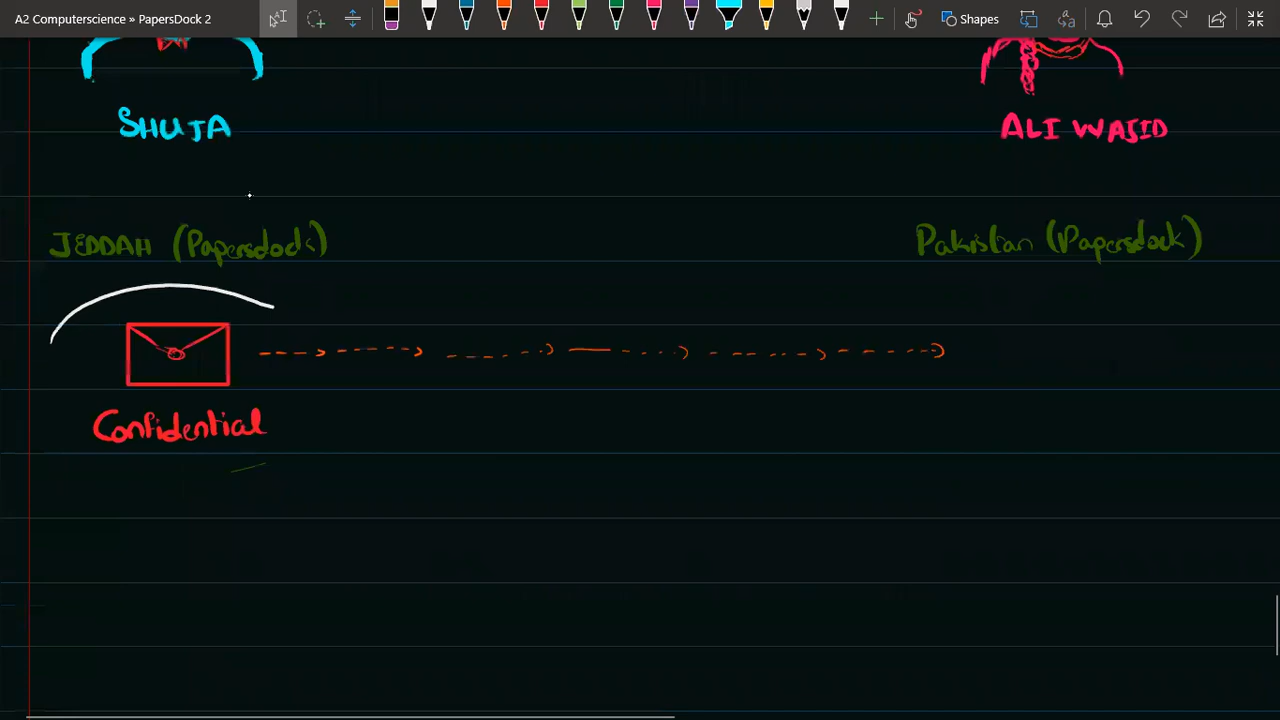 A2 Computerscience » PapersDock 2
Shapes
SHUJA
ALI WAJID
JEDDAH (Papersdock)
Pakistan (Papersdock)
Confidential